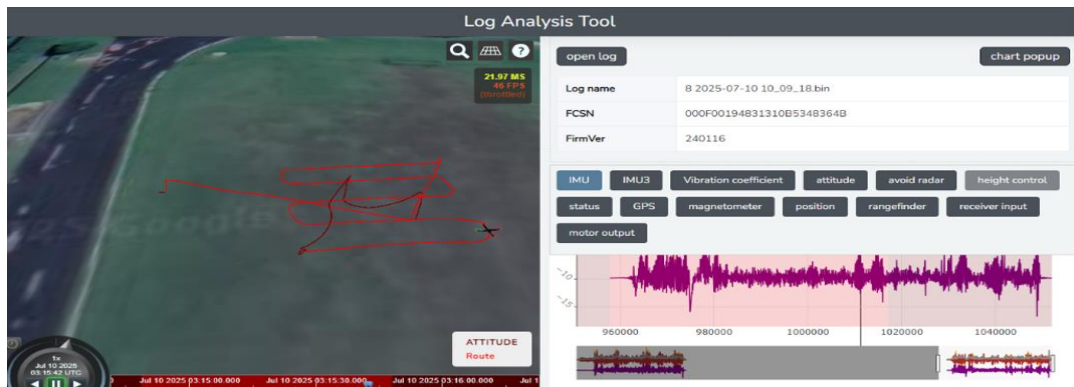 Log Analysis Tool
21.97 MS
46 FPS
(throttled)
ATTITUDE
Route
1x
Jul 10 2025
03:15:42 UTC
Jul 10 2025 03:15:00.000
Jul 10 2025 03:15:30.000
Jul 10 2025 03:16:00.000
Jul 1
open log
chart popup
Log name 8 2025-07-10 10_09_18.bin
FCSN 000F00194831310B5348364B
FirmVer 240116
IMU IMU3 Vibration coefficient attitude avoid radar height control
status GPS magnetometer position rangefinder receiver input
motor output
−10
−15
960000 980000 1000000 1020000 1040000